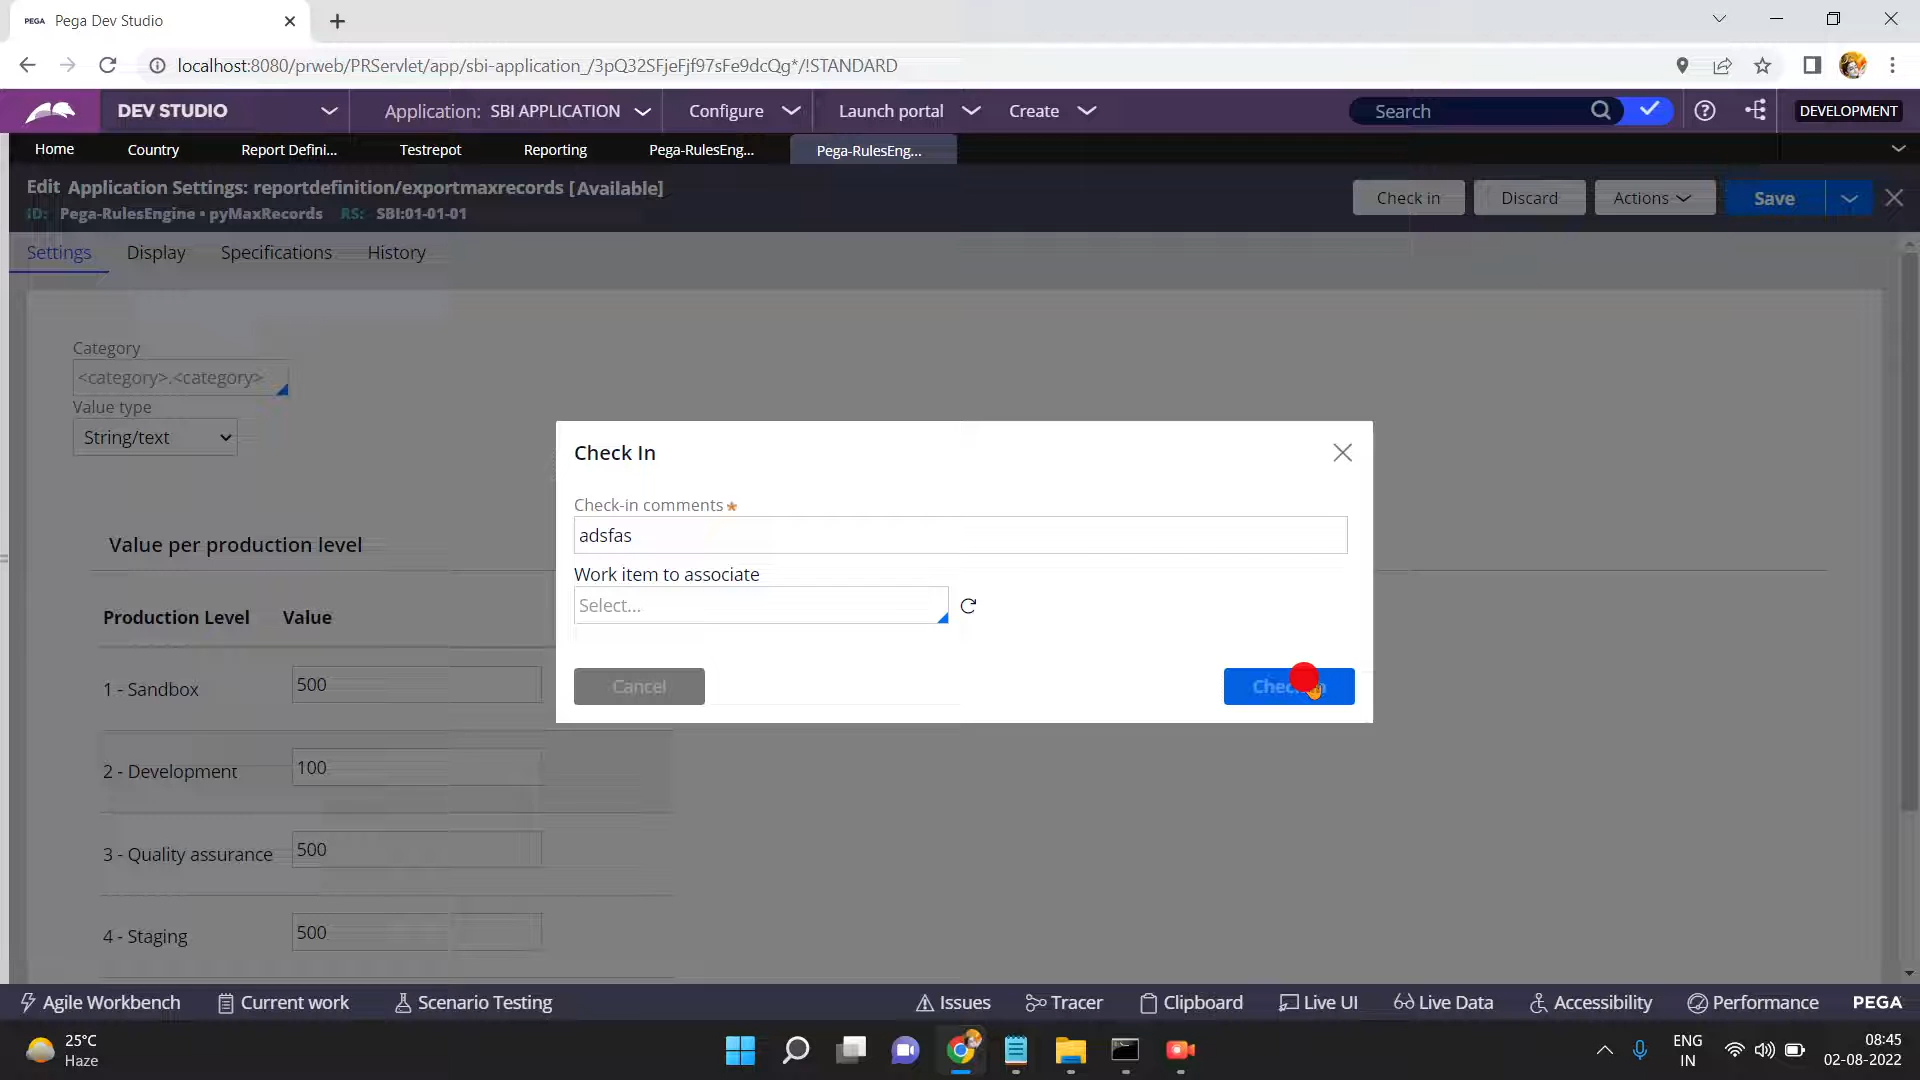 PEGA Pega Dev Studio
localhost:8080/prweb/PRServlet/app/sbi-application_/3pQ32SFjeFjf97sFe9dcQg*/!STANDARD
DEV STUDIO Application: SBI APPLICATION Configure Launch portal Create Search DEVELOPMENT
Home Country Report Defini... Testrepot Reporting Pega-RulesEng... Pega-RulesEng...
Edit Application Settings: reportdefinition/exportmaxrecords [Available]
ID: Pega-RulesEngine • pyMaxRecords RS: SBI:01-01-01
Check in Discard Actions Save
Settings Display Specifications History
Category
<category>.<category>
Value type
String/text
Value per production level
Production Level Value
1 - Sandbox 500
2 - Development 100
3 - Quality assurance 500
4 - Staging 500
Check In
Check-in comments*
adsfas
Work item to associate
Select...
Cancel
Check in
Agile Workbench Current work Scenario Testing Issues Tracer Clipboard Live UI Live Data Accessibility Performance PEGA
25°C
Haze
ENG
IN
08:45
02-08-2022